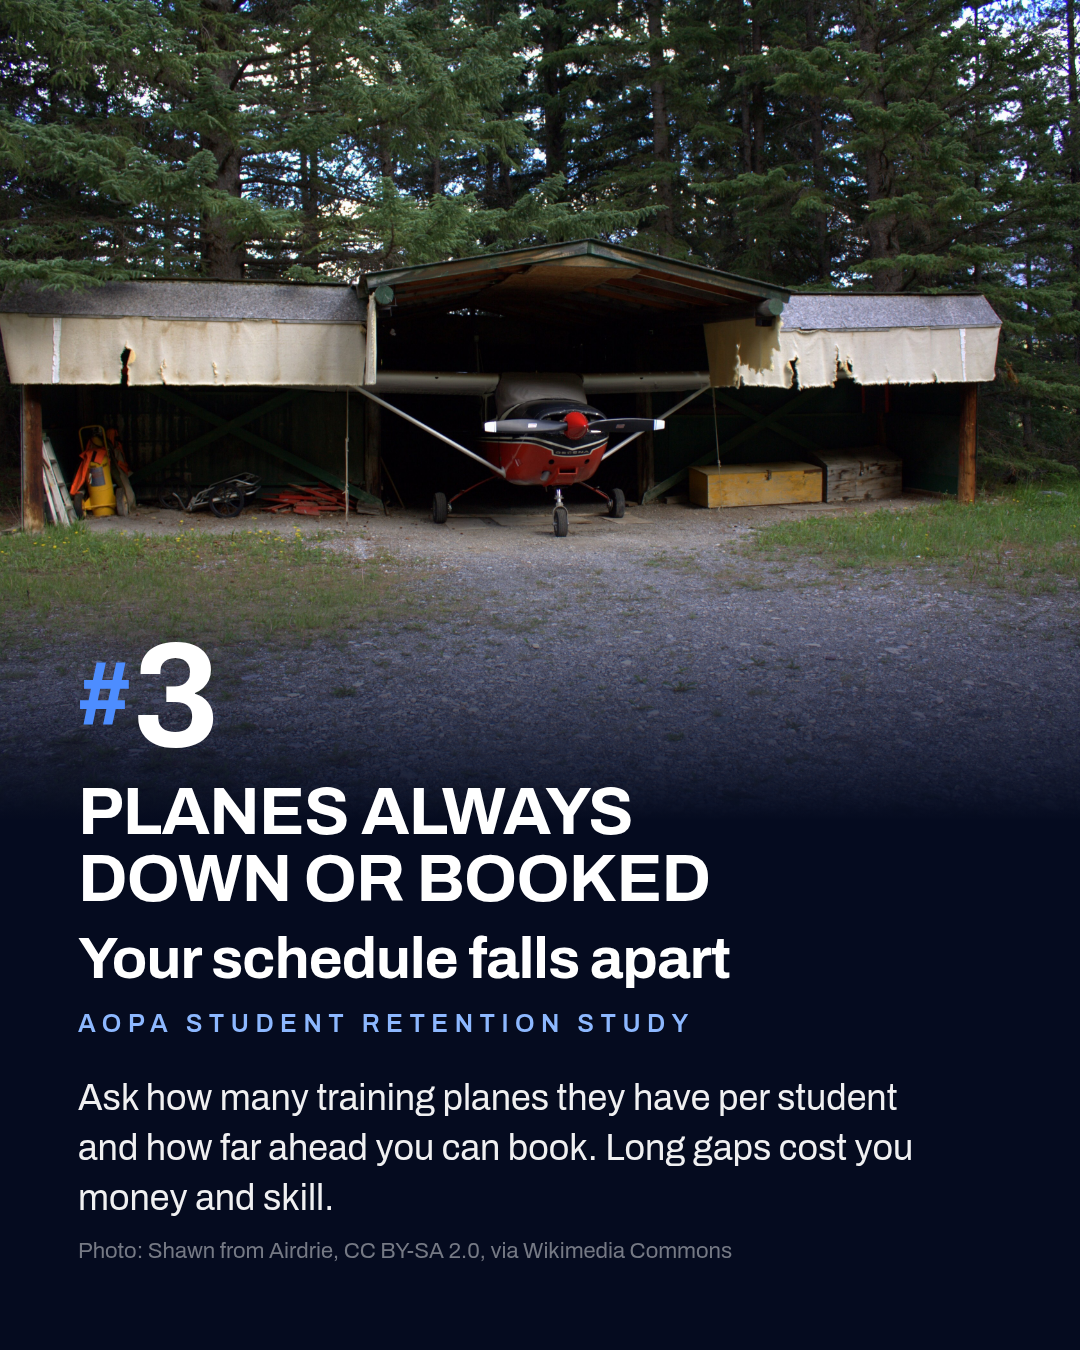 #3
PLANES ALWAYS
DOWN OR BOOKED
Your schedule falls apart
AOPA STUDENT RETENTION STUDY
Ask how many training planes they have per student
and how far ahead you can book. Long gaps cost you
money and skill.
Photo: Shawn from Airdrie, CC BY-SA 2.0, via Wikimedia Commons